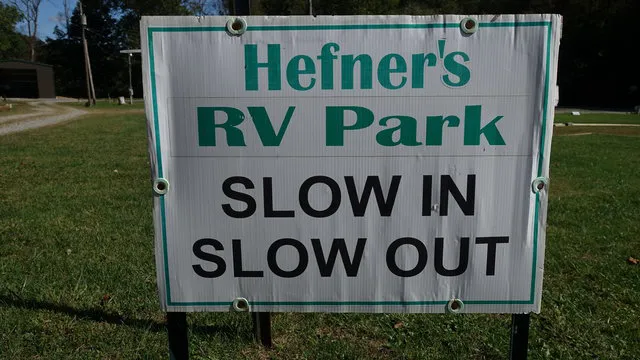 Hefner's
RV Park
SLOW IN
SLOW OUT